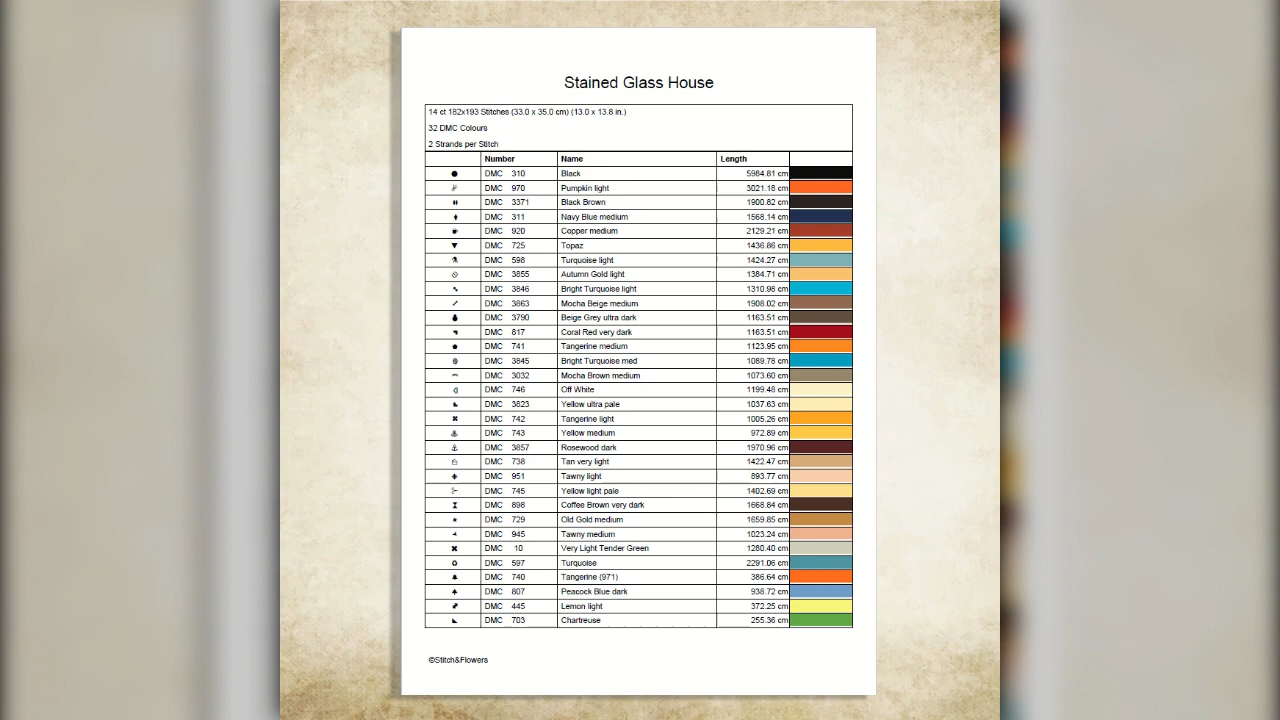 Stained Glass House
14 ct 182x193 Stitches (33.0 x 35.0 cm) (13.0 x 13.8 in.)
32 DMC Colours
2 Strands per Stitch
Number Name Length
DMC 310 Black 5984.81 cm
DMC 970 Pumpkin light 3021.18 cm
DMC 3371 Black Brown 1900.82 cm
DMC 311 Navy Blue medium 1568.14 cm
DMC 920 Copper medium 2129.21 cm
DMC 725 Topaz 1436.86 cm
DMC 598 Turquoise light 1424.27 cm
DMC 3855 Autumn Gold light 1384.71 cm
DMC 3846 Bright Turquoise light 1310.98 cm
DMC 3863 Mocha Beige medium 1908.02 cm
DMC 3790 Beige Grey ultra dark 1163.51 cm
DMC 817 Coral Red very dark 1163.51 cm
DMC 741 Tangerine medium 1123.95 cm
DMC 3845 Bright Turquoise med 1089.78 cm
DMC 3032 Mocha Brown medium 1073.60 cm
DMC 746 Off White 1199.48 cm
DMC 3823 Yellow ultra pale 1037.63 cm
DMC 742 Tangerine light 1005.26 cm
DMC 743 Yellow medium 972.89 cm
DMC 3857 Rosewood dark 1970.96 cm
DMC 738 Tan very light 1422.47 cm
DMC 951 Tawny light 893.77 cm
DMC 745 Yellow light pale 1402.69 cm
DMC 898 Coffee Brown very dark 1668.84 cm
DMC 729 Old Gold medium 1659.85 cm
DMC 945 Tawny medium 1023.24 cm
DMC 10 Very Light Tender Green 1280.40 cm
DMC 597 Turquoise 2291.06 cm
DMC 740 Tangerine (971) 386.64 cm
DMC 807 Peacock Blue dark 938.72 cm
DMC 445 Lemon light 372.25 cm
DMC 703 Chartreuse 255.36 cm
©Stitch&Flowers